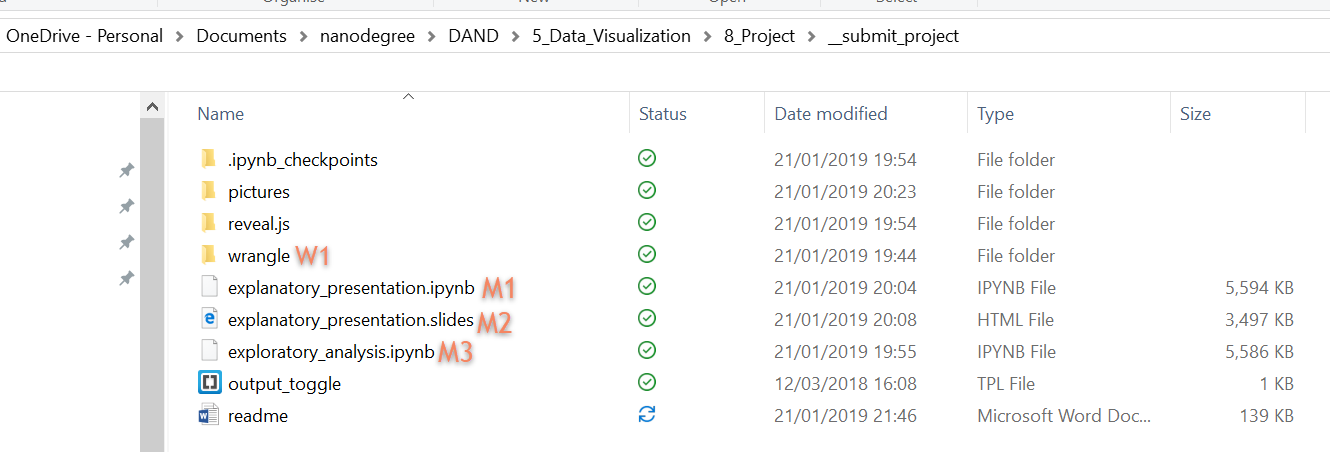 OneDrive - Personal > Documents > nanodegree > DAND > 5_Data_Visualization > 8_Project > __submit_project
Name Status Date modified Type Size
.ipynb_checkpoints 21/01/2019 19:54 File folder
pictures 21/01/2019 20:23 File folder
reveal.js 21/01/2019 19:54 File folder
wrangle W1 21/01/2019 19:44 File folder
explanatory_presentation.ipynb M1 21/01/2019 20:04 IPYNB File 5,594 KB
explanatory_presentation.slides M2 21/01/2019 20:08 HTML File 3,497 KB
exploratory_analysis.ipynb M3 21/01/2019 19:55 IPYNB File 5,586 KB
output_toggle 12/03/2018 16:08 TPL File 1 KB
readme 21/01/2019 21:46 Microsoft Word Doc... 139 KB